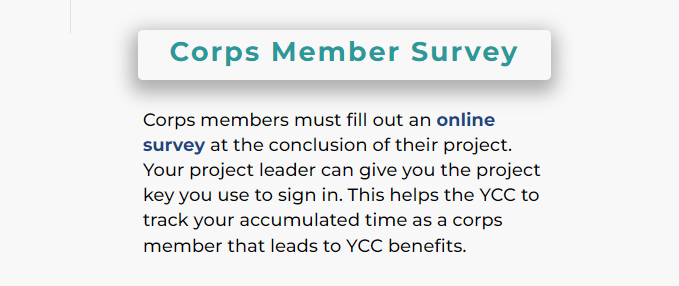 Corps Member Survey
Corps members must fill out an online
survey at the conclusion of their project.
Your project leader can give you the project
key you use to sign in. This helps the YCC to
track your accumulated time as a corps
member that leads to YCC benefits.